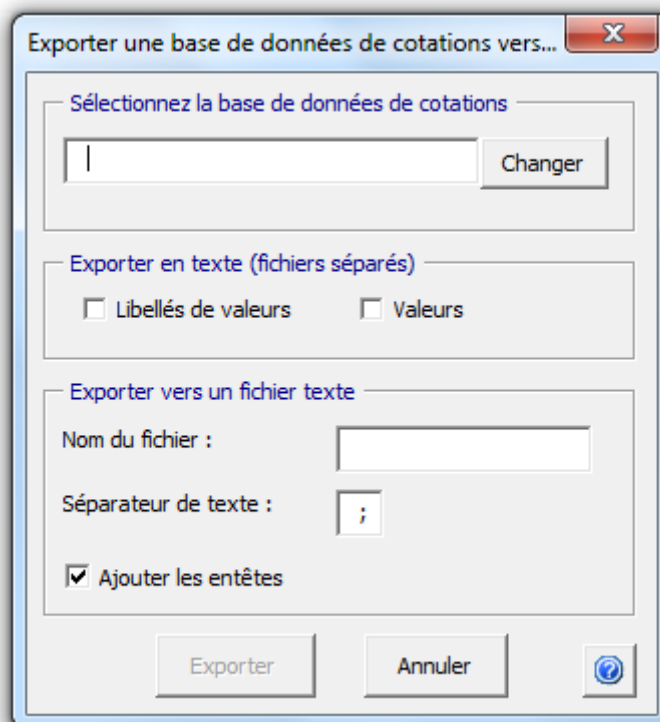 Exporter une base de données de cotations vers...
Sélectionnez la base de données de cotations
Changer
Exporter en texte (fichiers séparés)
Libellés de valeurs Valeurs
Exporter vers un fichier texte
Nom du fichier :
Séparateur de texte : ;
Ajouter les entêtes
Exporter Annuler ?